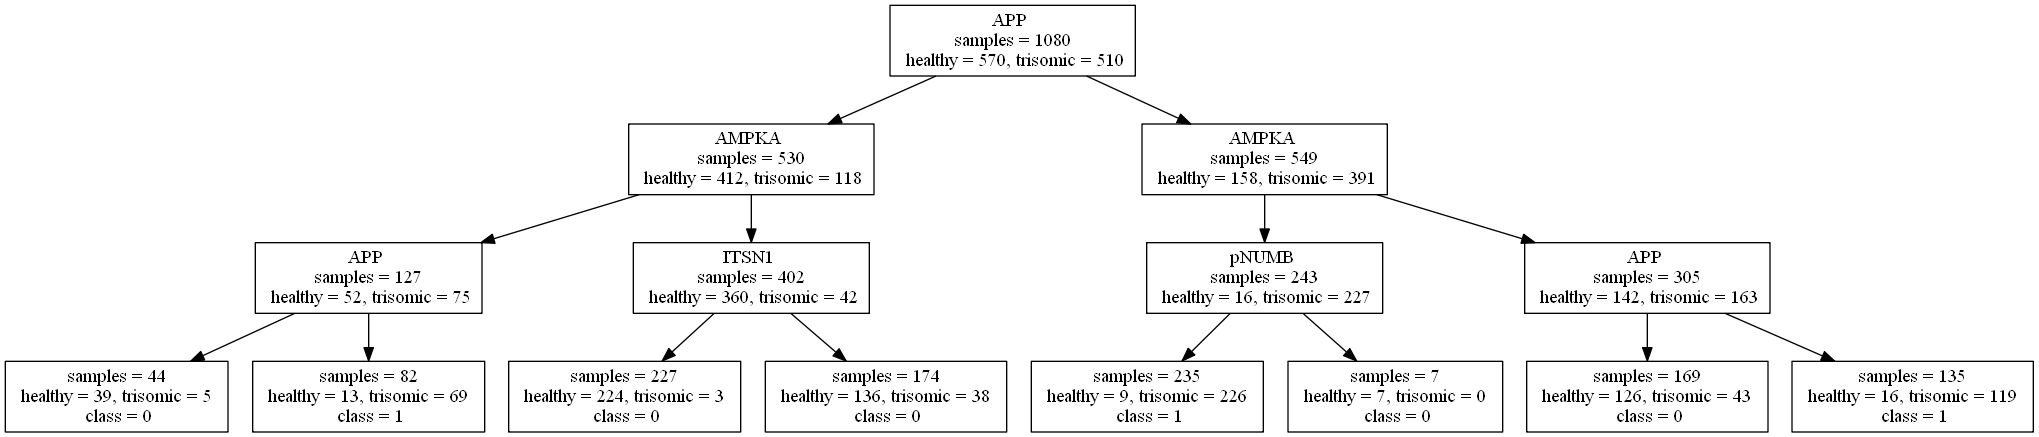 APP
samples = 1080
healthy = 570, trisomic = 510
AMPKA
samples = 530
healthy = 412, trisomic = 118
AMPKA
samples = 549
healthy = 158, trisomic = 391
APP
samples = 127
healthy = 52, trisomic = 75
ITSN1
samples = 402
healthy = 360, trisomic = 42
pNUMB
samples = 243
healthy = 16, trisomic = 227
APP
samples = 305
healthy = 142, trisomic = 163
samples = 44
healthy = 39, trisomic = 5
class = 0
samples = 82
healthy = 13, trisomic = 69
class = 1
samples = 227
healthy = 224, trisomic = 3
class = 0
samples = 174
healthy = 136, trisomic = 38
class = 0
samples = 235
healthy = 9, trisomic = 226
class = 1
samples = 7
healthy = 7, trisomic = 0
class = 0
samples = 169
healthy = 126, trisomic = 43
class = 0
samples = 135
healthy = 16, trisomic = 119
class = 1